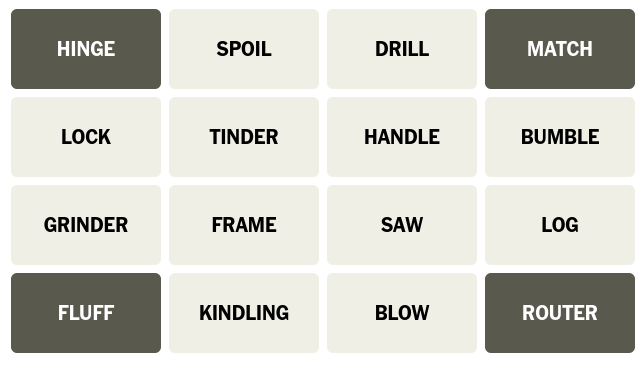 HINGE SPOIL DRILL MATCH
LOCK TINDER HANDLE BUMBLE
GRINDER FRAME SAW LOG
FLUFF KINDLING BLOW ROUTER